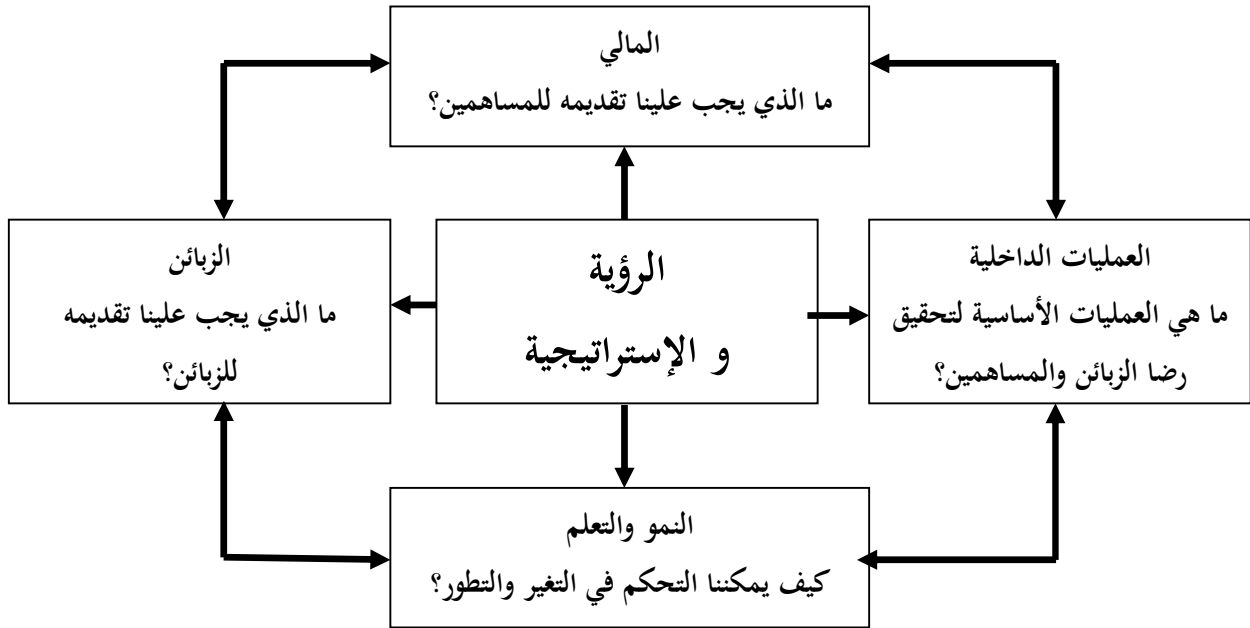 المالي
ما الذي يجب علينا تقديمه للمساهمين؟
العمليات الداخلية
ما هي العمليات الأساسية لتحقيق
رضا الزبائن والمساهمين؟
الرؤية
و الإستراتيجية
الزبائن
ما الذي يجب علينا تقديمه
للزبائن؟
النمو والتعلم
كيف يمكننا التحكم في التغير والتطور؟